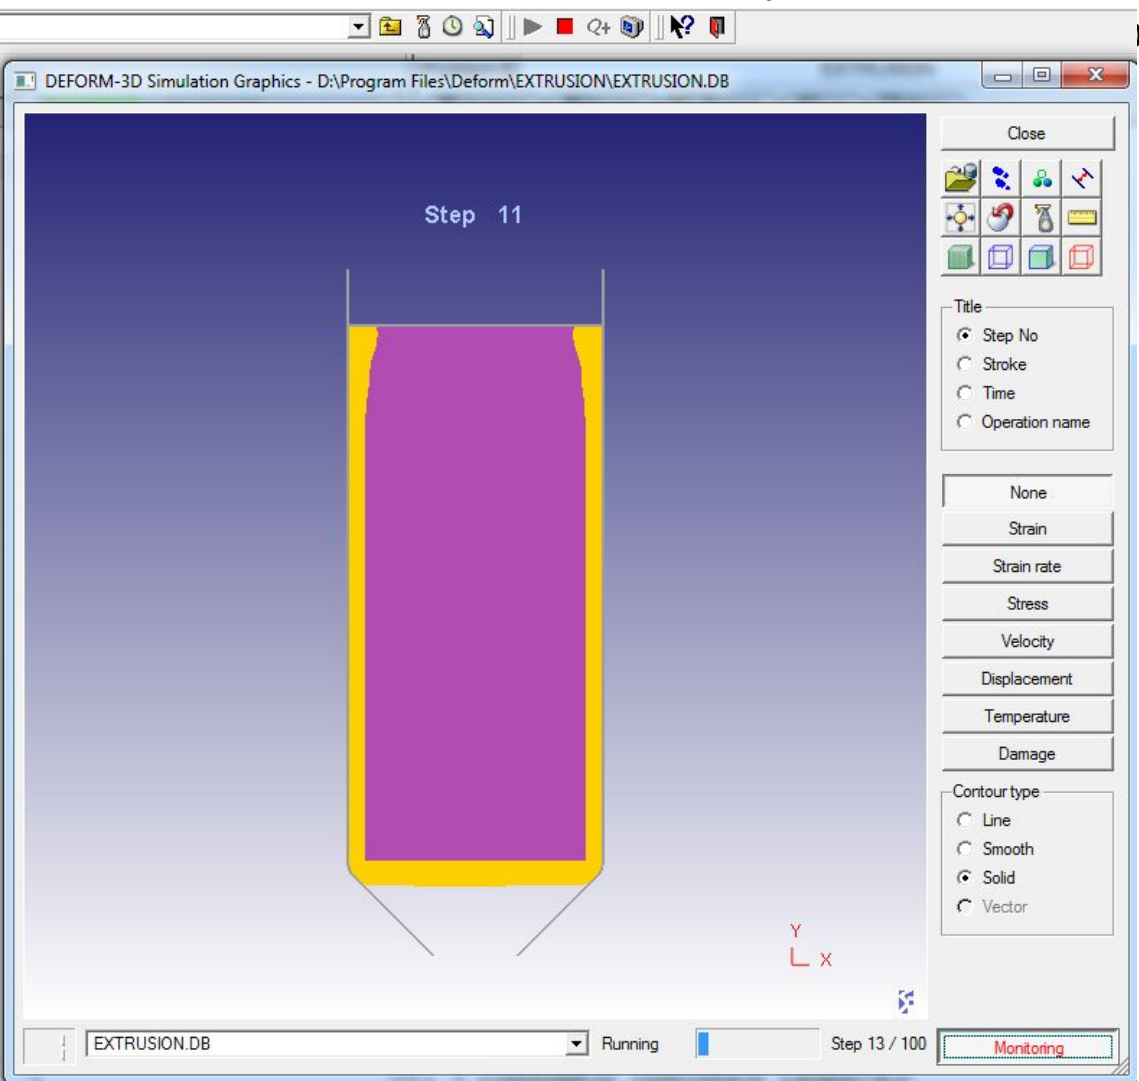 DEFORM-3D Simulation Graphics - D:\Program Files\Deform\EXTRUSION\EXTRUSION.DB
Close
Step 11
Title
Step No
Stroke
Time
Operation name
None
Strain
Strain rate
Stress
Velocity
Displacement
Temperature
Damage
Contour type
Line
Smooth
Solid
Vector
Y
X
EXTRUSION.DB
Running
Step 13 / 100
Monitoring